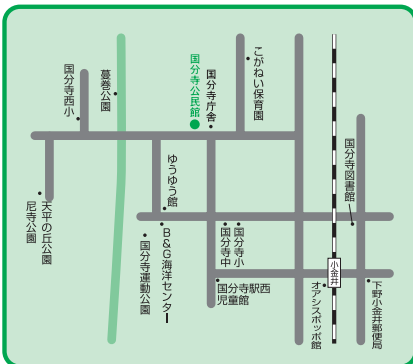 国分寺西小
蔓巻公園
国分寺公民館
国分寺庁舎
こがねい保育園
国分寺図書館
ゆうゆう館
天平の丘公園
尼寺公園
B&G海洋センター
国分寺運動公園
国分寺中
国分寺小
国分寺駅西
児童館
小金井
オアシスポッポ館
下野小金井郵便局